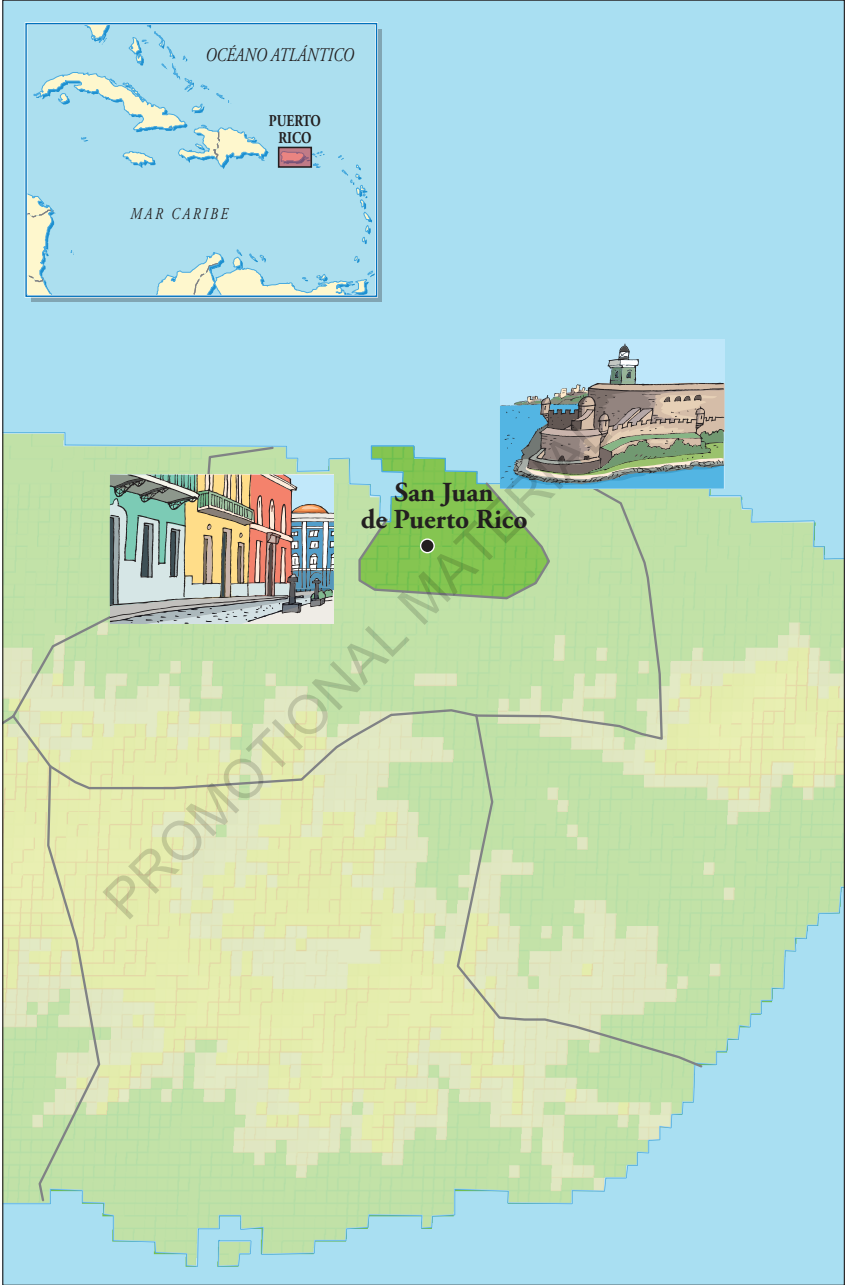 OCÉANO ATLÁNTICO
PUERTO
RICO
MAR CARIBE
San Juan
de Puerto Rico
PROMOTIONAL MATERIAL